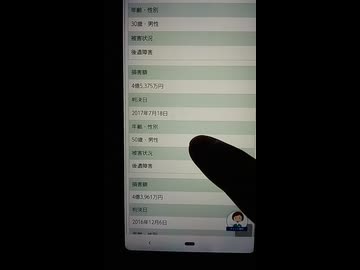 年齢・性別
30歳・男性
被害状況
後遺障害
損害額
4億5,375万円
判決日
2017年7月18日
年齢・性別
50歳・男性
被害状況
後遺障害
損害額
4億3,961万円
判決日
2016年12月6日
年齢・性別